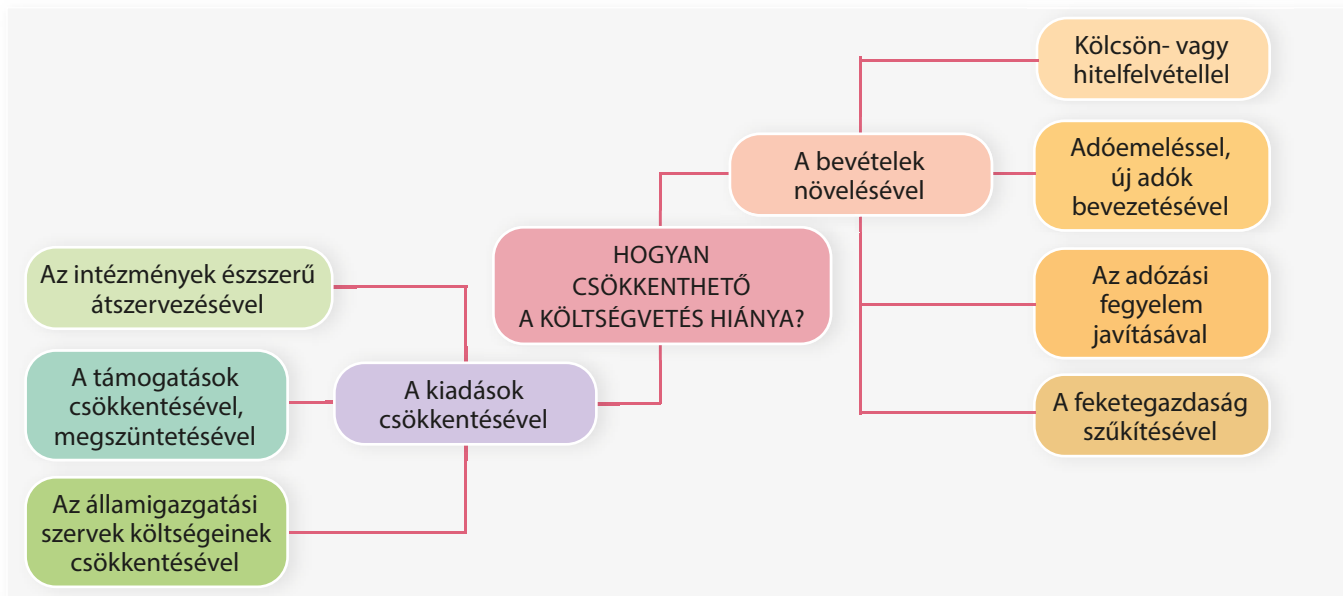 HOGYAN
CSÖKKENTHETŐ
A KÖLTSÉGVETÉS HIÁNYA?
A bevételek
növelésével
Kölcsön- vagy
hitelfelvétellel
Adóemeléssel,
új adók
bevezetésével
Az adózási
fegyelem
javításával
A feketegazdaság
szűkítésével
A kiadások
csökkentésével
Az intézmények észszerű
átszervezésével
A támogatások
csökkentésével,
megszüntetésével
Az államigazgatási
szervek költségeinek
csökkentésével